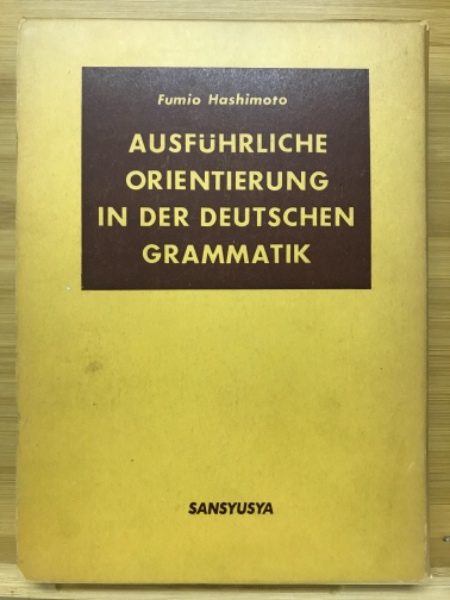 Fumio Hashimoto
AUSFÜHRLICHE
ORIENTIERUNG
IN DER DEUTSCHEN
GRAMMATIK
SANSYUSYA